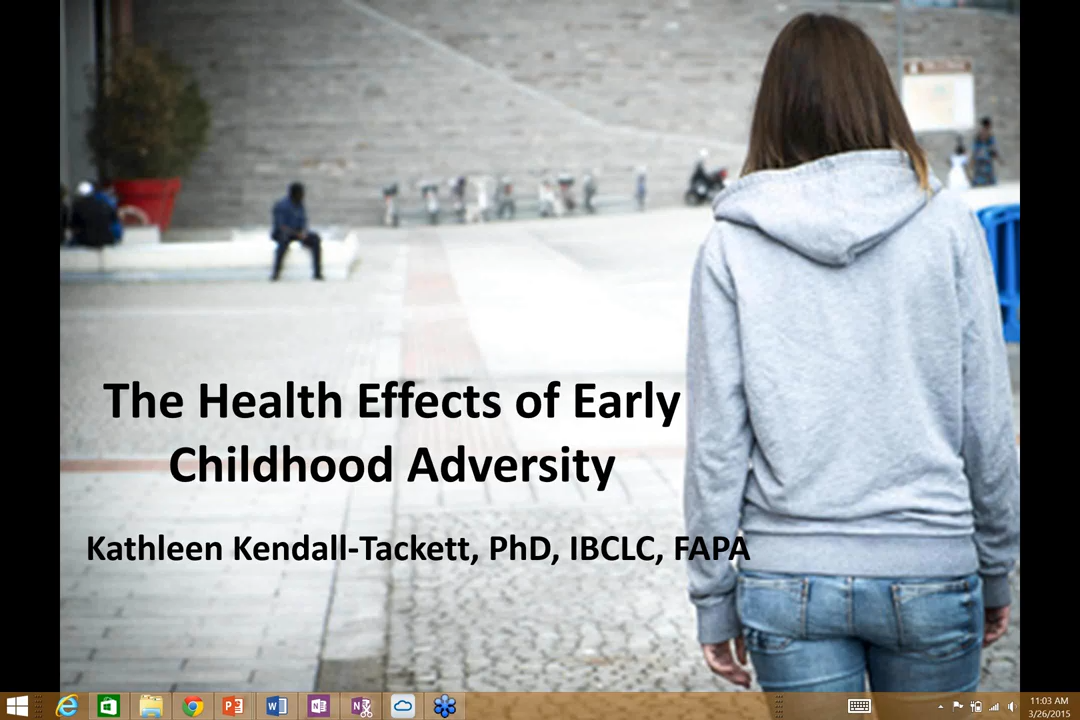 The Health Effects of Early
Childhood Adversity
Kathleen Kendall-Tackett, PhD, IBCLC, FAPA
11:03 AM
3/26/2015